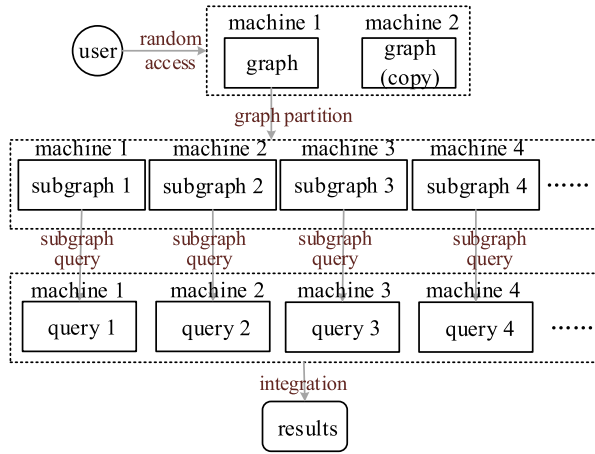 machine 1 machine 2
user random access graph graph (copy)
graph partition
machine 1 machine 2 machine 3 machine 4
subgraph 1 subgraph 2 subgraph 3 subgraph 4 ......
subgraph query subgraph query subgraph query subgraph query
machine 1 machine 2 machine 3 machine 4
query 1 query 2 query 3 query 4 ......
integration
results